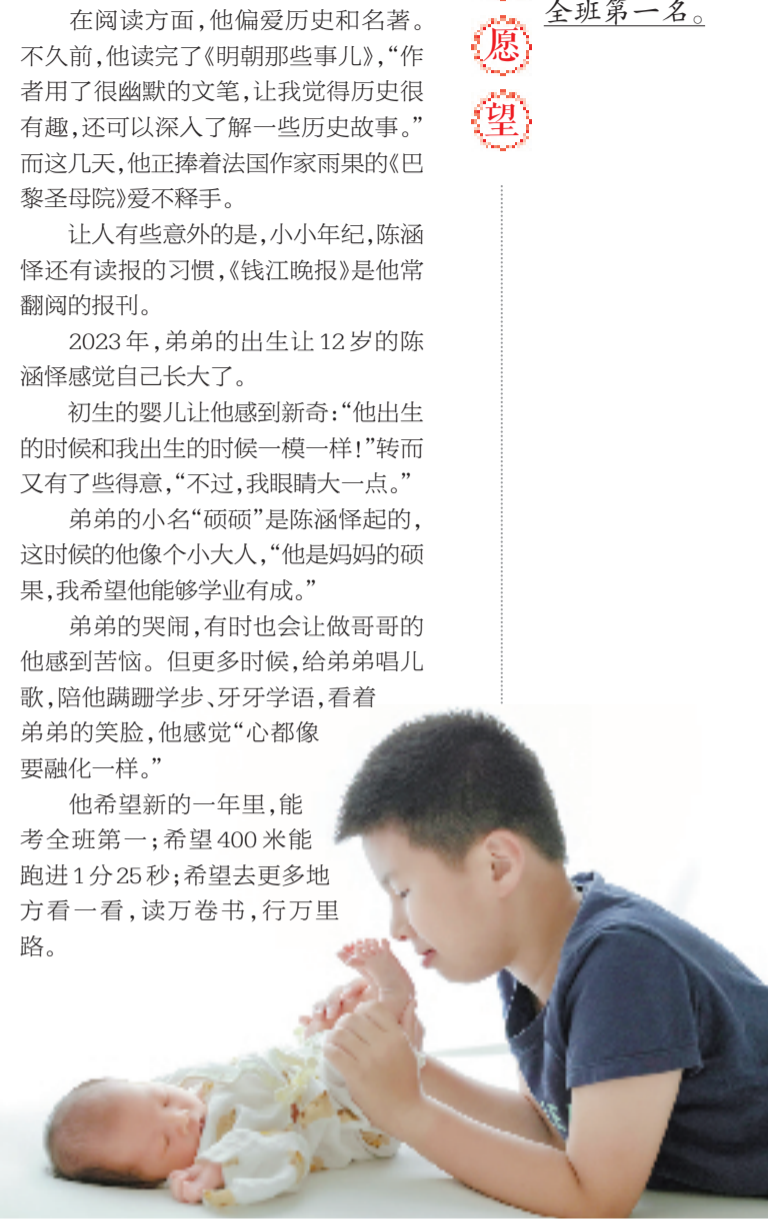 在阅读方面，他偏爱历史和名著。
不久前，他读完了《明朝那些事儿》，“作
者用了很幽默的文笔，让我觉得历史很
有趣，还可以深入了解一些历史故事。”
而这几天，他正捧着法国作家雨果的《巴
黎圣母院》爱不释手。
让人有些意外的是，小小年纪，陈涵
怿还有读报的习惯，《钱江晚报》是他常
翻阅的报刊。
2023年，弟弟的出生让12岁的陈
涵怿感觉自己长大了。
初生的婴儿让他感到新奇：“他出生
的时候和我出生的时候一模一样！”转而
又有了些得意，“不过，我眼睛大一点。”
弟弟的小名“硕硕”是陈涵怿起的，
这时候的他像个小大人，“他是妈妈的硕
果，我希望他能够学业有成。”
弟弟的哭闹，有时也会让做哥哥的
他感到苦恼。但更多时候，给弟弟唱儿
歌，陪他蹒跚学步、牙牙学语，看着
弟弟的笑脸，他感觉“心都像
要融化一样。”
他希望新的一年里，能
考全班第一；希望400米能
跑进1分25秒；希望去更多地
方看一看，读万卷书，行万里
路。
愿
望
全班第一名。